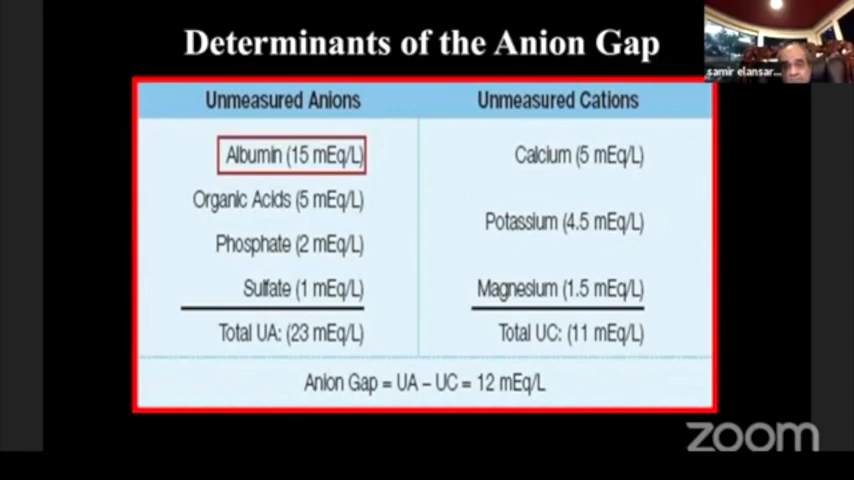 Determinants of the Anion Gap
samir elansar...
Unmeasured Anions
Unmeasured Cations
Albumin (15 mEq/L)
Calcium (5 mEq/L)
Organic Acids (5 mEq/L)
Potassium (4.5 mEq/L)
Phosphate (2 mEq/L)
Sulfate (1 mEq/L)
Magnesium (1.5 mEq/L)
Total UA: (23 mEq/L)
Total UC: (11 mEq/L)
Anion Gap = UA – UC = 12 mEq/L
zoom